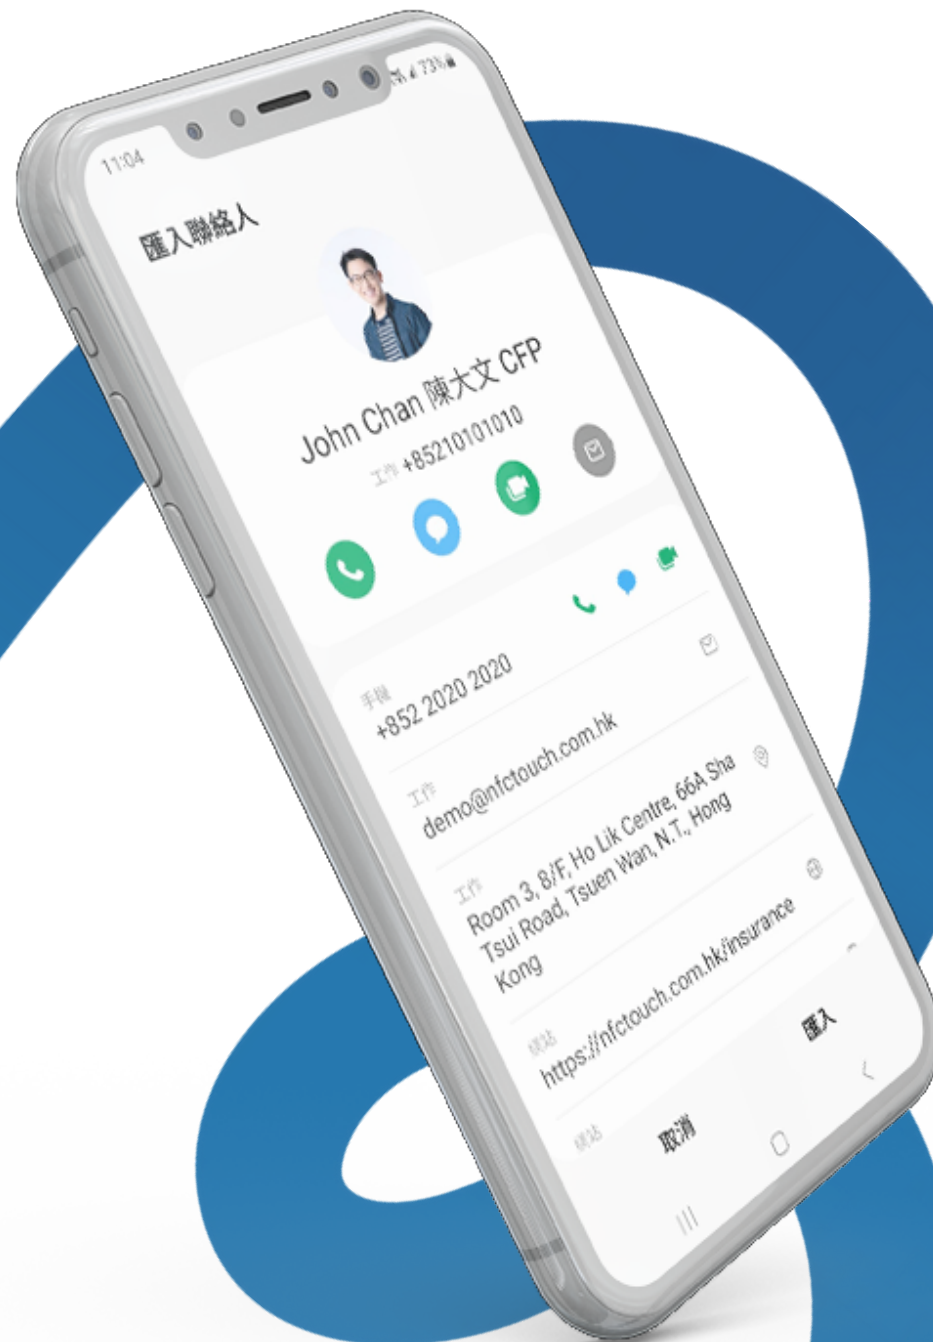 11:04
73%
匯入聯絡人
John Chan 陳大文 CFP
工作 +85210101010
手機
+852 2020 2020
工作
demo@nfctouch.com.hk
工作
Room 3, 8/F, Ho Lik Centre, 66A Sha
Tsui Road, Tsuen Wan, N.T., Hong
Kong
網站
https://nfctouch.com.hk/insurance
網站
取消
匯入